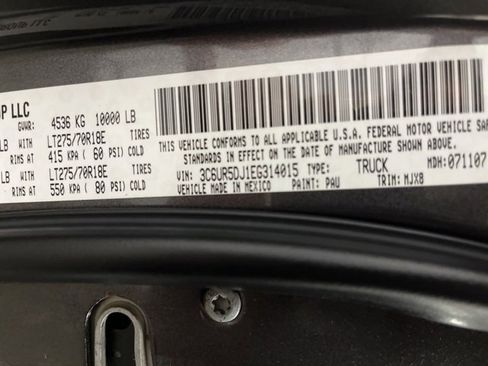 P LLC
GVWR: 4536 KG 10000 LB
LB WITH LT275/70R18E TIRES
RIMS AT 415 KPA ( 60 PSI) COLD
LB WITH LT275/70R18E TIRES
RIMS AT 550 KPA ( 80 PSI) COLD
THIS VEHICLE CONFORMS TO ALL APPLICABLE U.S.A. FEDERAL MOTOR VEHICLE SAF
STANDARDS IN EFFECT ON THE DATE OF MANUFACTURE SHOWN ABOVE.
VIN: 3C6UR5DJ1EG314015 TYPE: TRUCK MDH: 071107
VEHICLE MADE IN MEXICO PAINT: PAU TRIM: MJX8